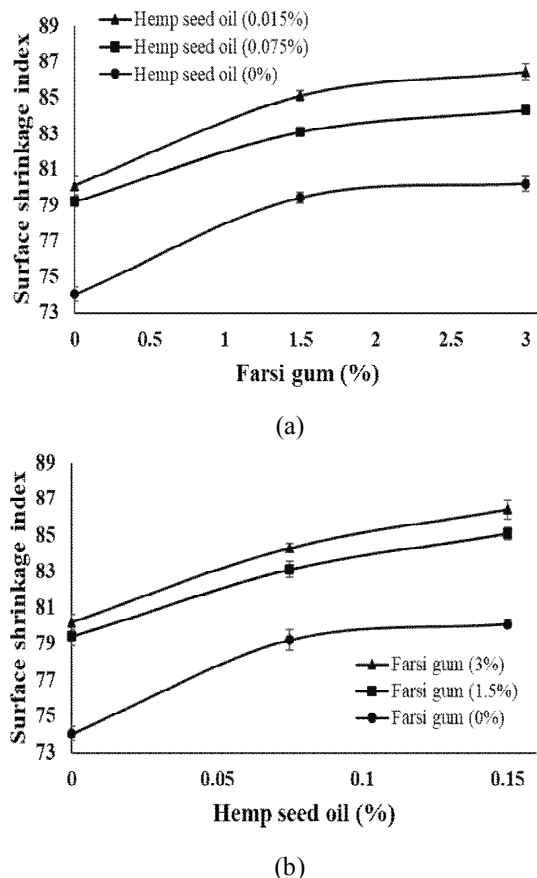 Surface shrinkage index
89
87
85
83
81
79
77
75
73
Hemp seed oil (0.015%)
Hemp seed oil (0.075%)
Hemp seed oil (0%)
0 0.5 1 1.5 2 2.5 3
Farsi gum (%)
(a)
Surface shrinkage index
89
87
85
83
81
79
77
75
73
Farsi gum (3%)
Farsi gum (1.5%)
Farsi gum (0%)
0 0.05 0.1 0.15
Hemp seed oil (%)
(b)